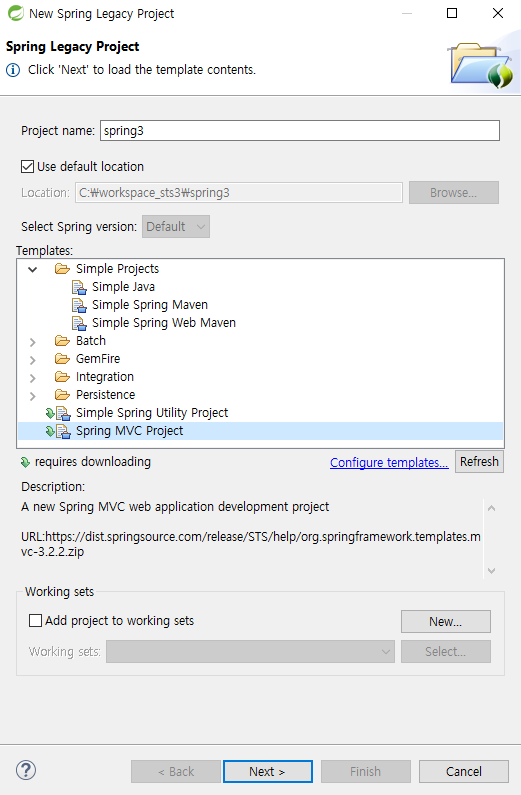 New Spring Legacy Project
Spring Legacy Project
Click 'Next' to load the template contents.
Project name: spring3
Use default location
Location: C:₩workspace_sts3₩spring3 Browse...
Select Spring version: Default
Templates:
Simple Projects
Simple Java
Simple Spring Maven
Simple Spring Web Maven
Batch
GemFire
Integration
Persistence
Simple Spring Utility Project
Spring MVC Project
requires downloading Configure templates... Refresh
Description:
A new Spring MVC web application development project
URL:https://dist.springsource.com/release/STS/help/org.springframework.templates.m
vc-3.2.2.zip
Working sets
Add project to working sets New...
Working sets: Select...
? < Back Next > Finish Cancel